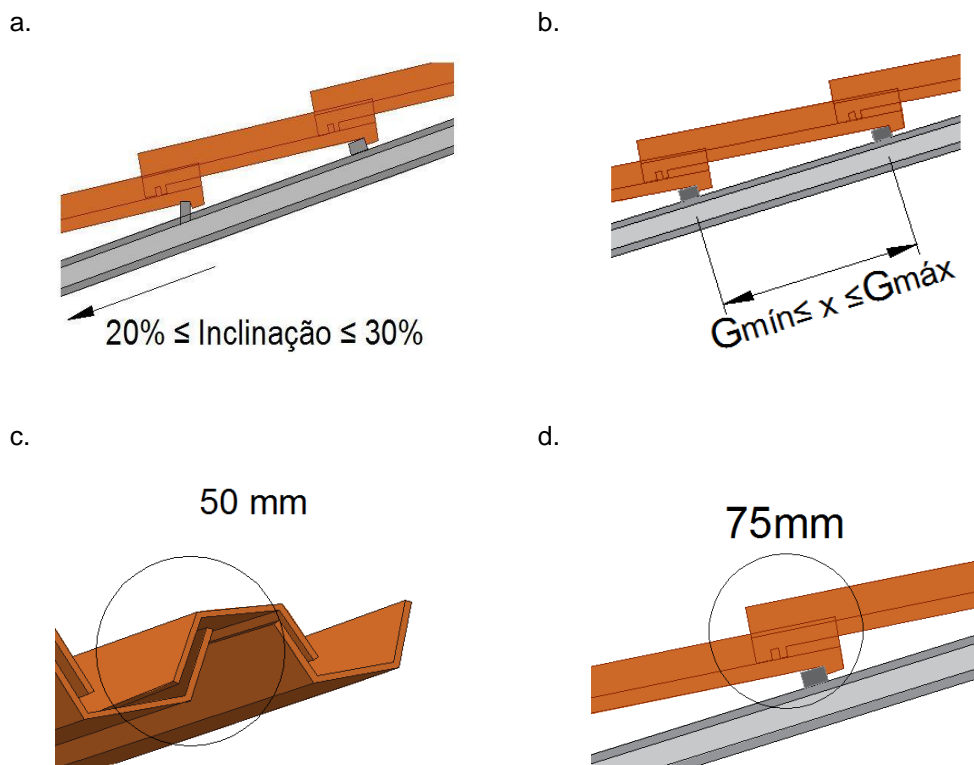 a.
b.
20% ≤ Inclinação ≤ 30%
Gmín≤ x ≤Gmáx
c.
d.
50 mm
75mm